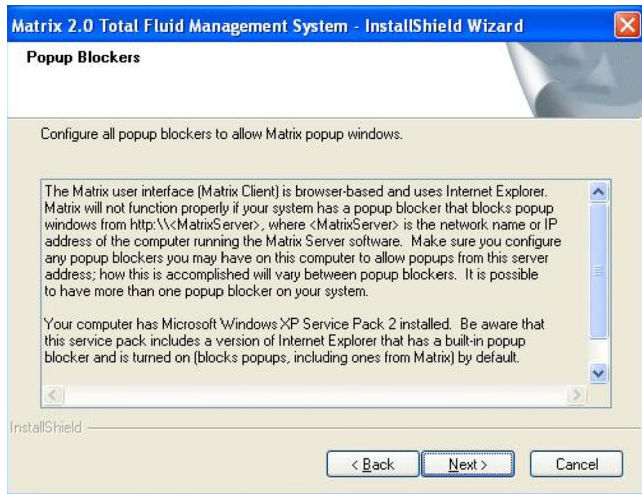 Matrix 2.0 Total Fluid Management System - InstallShield Wizard
Popup Blockers
Configure all popup blockers to allow Matrix popup windows.
The Matrix user interface (Matrix Client) is browser-based and uses Internet Explorer.
Matrix will not function properly if your system has a popup blocker that blocks popup
windows from http:\\<MatrixServer>, where <MatrixServer> is the network name or IP
address of the computer running the Matrix Server software.  Make sure you configure
any popup blockers you may have on this computer to allow popups from this server
address; how this is accomplished will vary between popup blockers.  It is possible
to have more than one popup blocker on your system.
Your computer has Microsoft Windows XP Service Pack 2 installed.  Be aware that
this service pack includes a version of Internet Explorer that has a built-in popup
blocker and is turned on (blocks popups, including ones from Matrix) by default.
InstallShield
< Back
Next >
Cancel